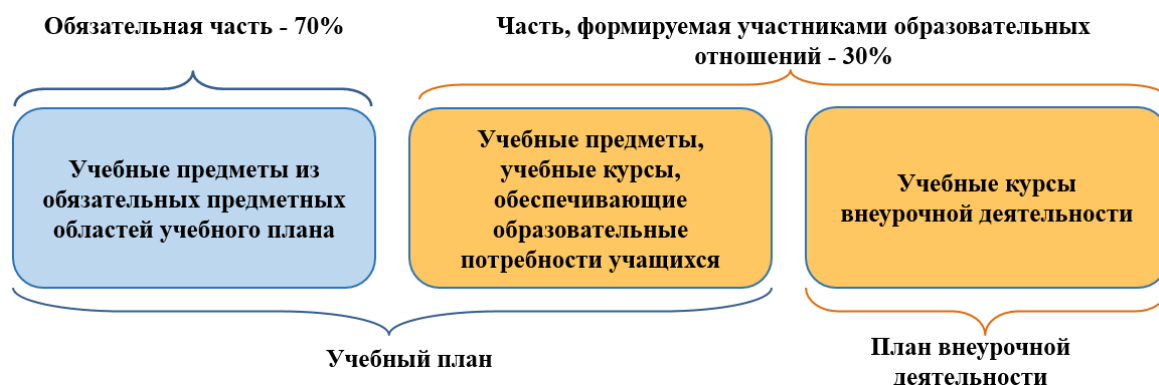 Обязательная часть - 70%
Часть, формируемая участниками образовательных
отношений - 30%
Учебные предметы из
обязательных предметных
областей учебного плана
Учебные предметы,
учебные курсы,
обеспечивающие
образовательные
потребности учащихся
Учебные курсы
внеурочной деятельности
Учебный план
План внеурочной
деятельности